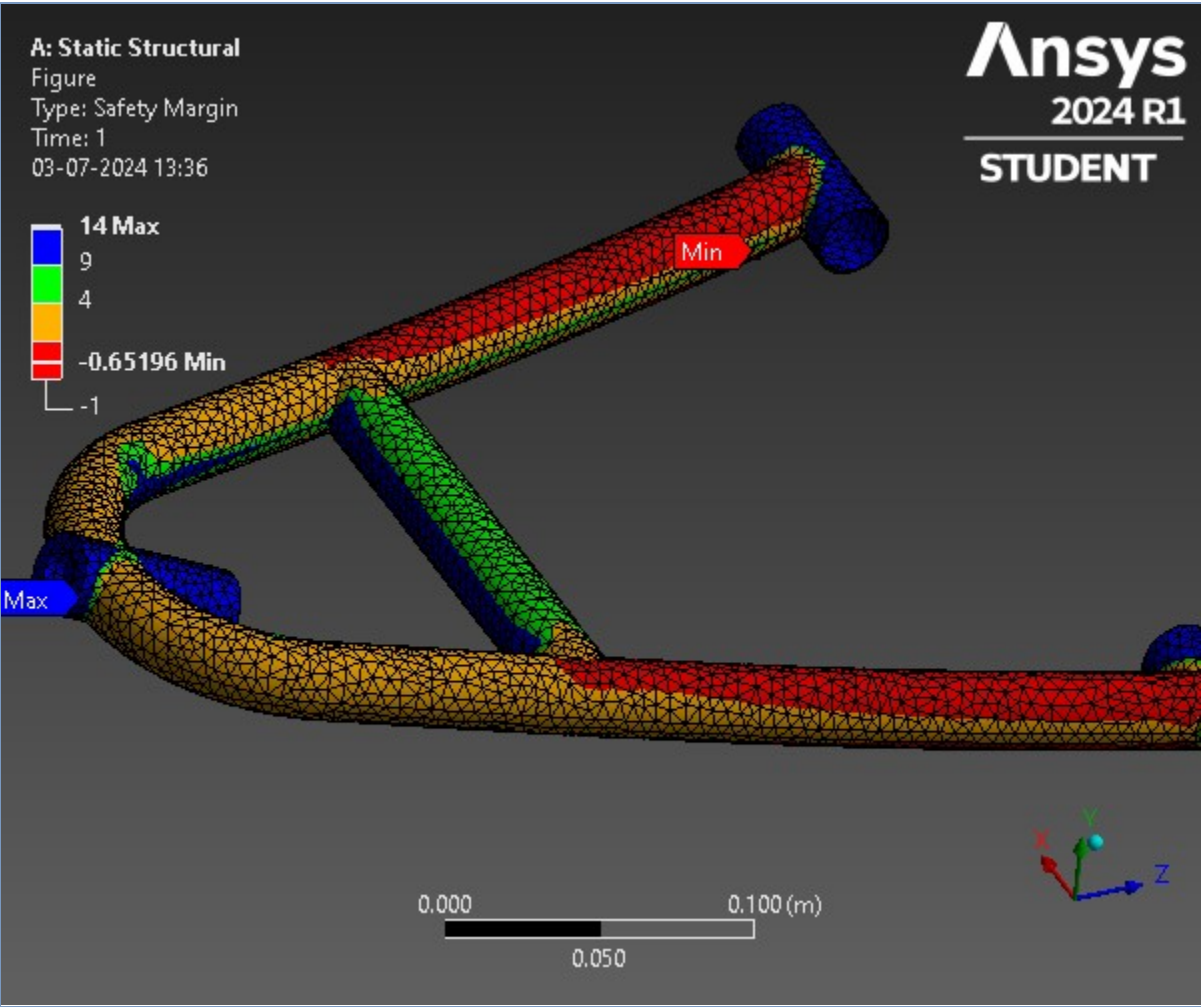 A: Static Structural
Figure
Type: Safety Margin
Time: 1
03-07-2024 13:36
14 Max
9
4
-0.65196 Min
-1
Ansys
2024 R1
STUDENT
Min
Max
Y
X
Z
0.000
0.100 (m)
0.050